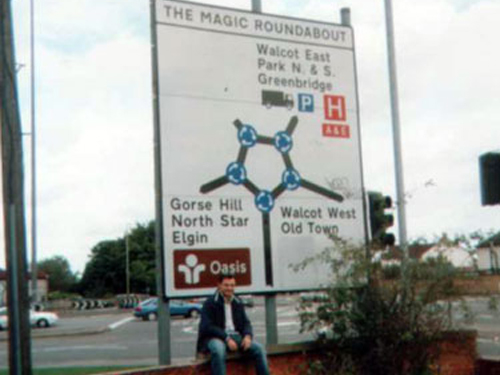 THE MAGIC ROUNDABOUT
Walcot East
Park N. & S.
Greenbridge
P
H
A&E
Gorse Hill
North Star
Elgin
Walcot West
Old Town
Oasis